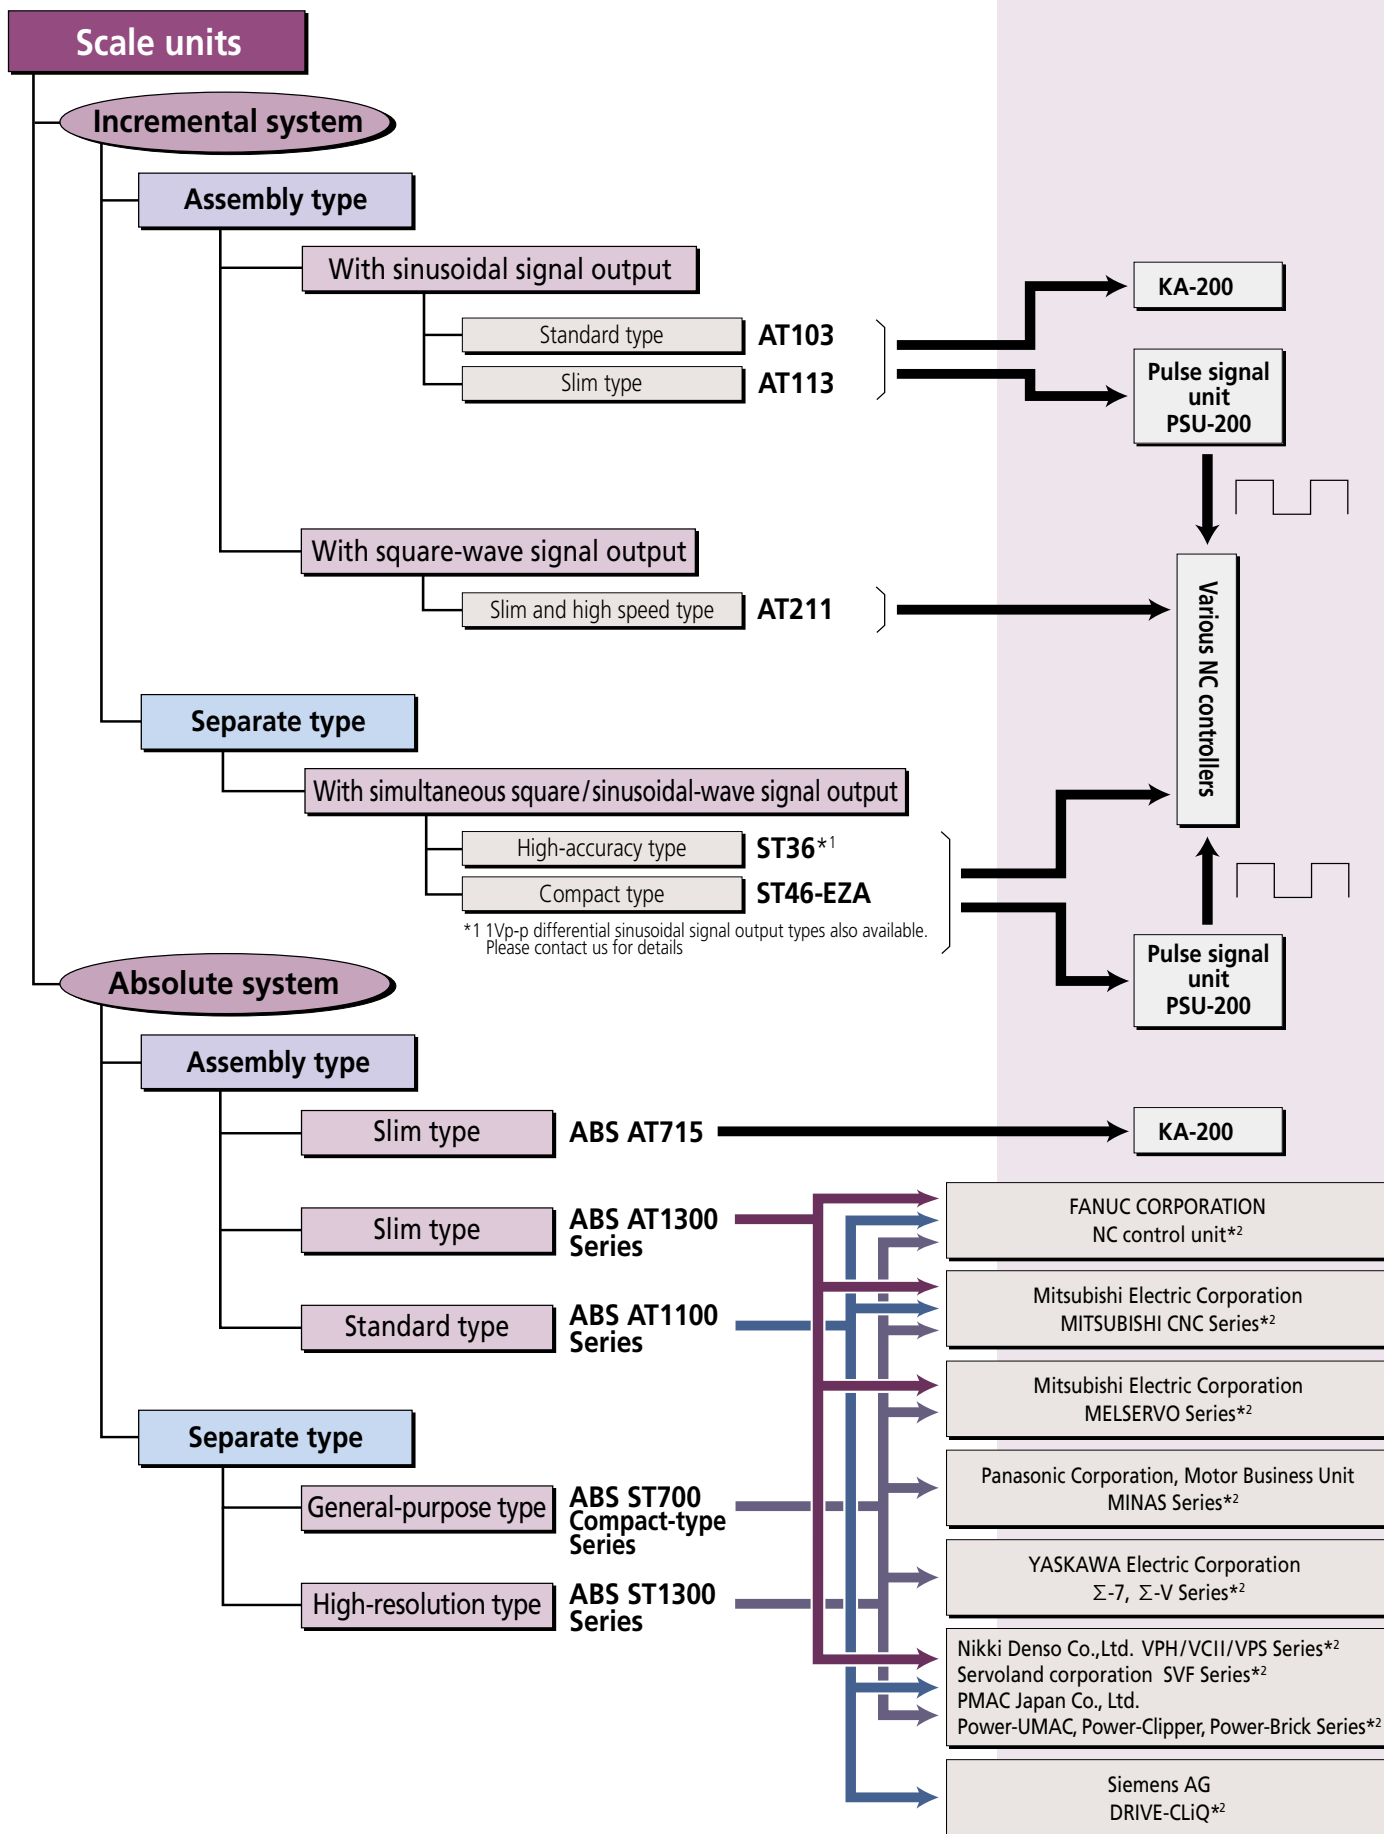 Scale units
Incremental system
Assembly type
With sinusoidal signal output
Standard type
AT103
Slim type
AT113
KA-200
Pulse signal
unit
PSU-200
With square-wave signal output
Slim and high speed type
AT211
Various NC controllers
Separate type
With simultaneous square/sinusoidal-wave signal output
High-accuracy type
ST36*1
Compact type
ST46-EZA
*1 1Vp-p differential sinusoidal signal output types also available.
Please contact us for details
Pulse signal
unit
PSU-200
Absolute system
Assembly type
Slim type
ABS AT715
KA-200
Slim type
ABS AT1300
Series
Standard type
ABS AT1100
Series
Separate type
General-purpose type
ABS ST700
Compact-type
Series
High-resolution type
ABS ST1300
Series
FANUC CORPORATION
NC control unit*2
Mitsubishi Electric Corporation
MITSUBISHI CNC Series*2
Mitsubishi Electric Corporation
MELSERVO Series*2
Panasonic Corporation, Motor Business Unit
MINAS Series*2
YASKAWA Electric Corporation
Σ-7, Σ-V Series*2
Nikki Denso Co.,Ltd. VPH/VCII/VPS Series*2
Servoland corporation SVF Series*2
PMAC Japan Co., Ltd.
Power-UMAC, Power-Clipper, Power-Brick Series*2
Siemens AG
DRIVE-CLiQ*2